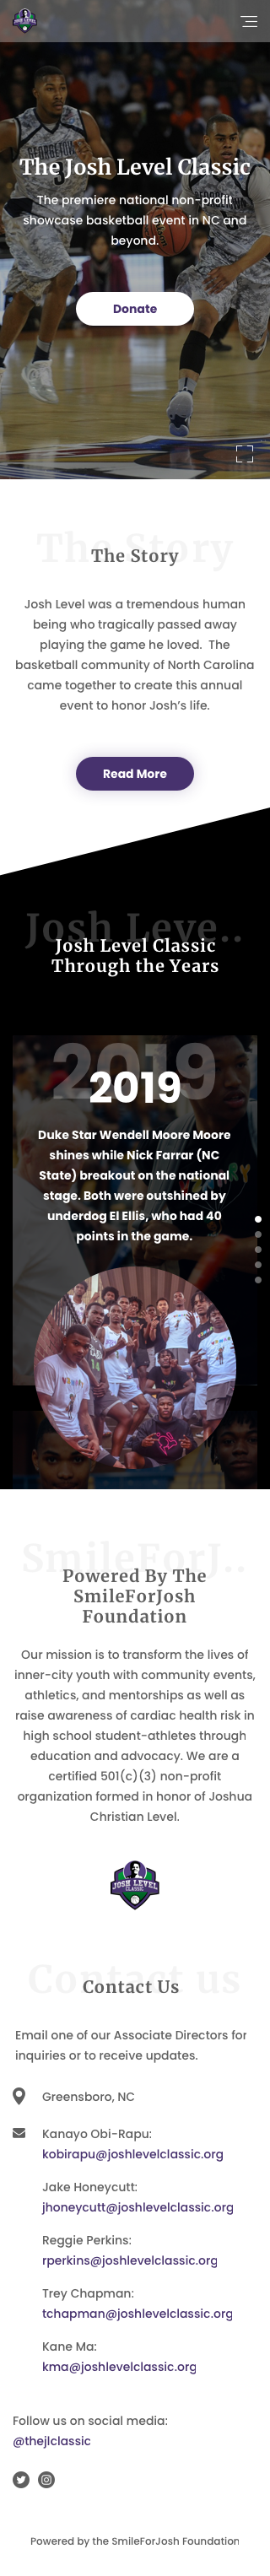 The Josh Level Classic
The premiere national non-profit
showcase basketball event in NC and
beyond.
Donate
The Story
The Story
Josh Level was a tremendous human
being who tragically passed away
playing the game he loved. The
basketball community of North Carolina
came together to create this annual
event to honor Josh's life.
Read More
Josh Leve..
Josh Level Classic
Through the Years
2019
2019
Duke Star Wendell Moore Moore
shines while Nick Farrar (NC
State) breakout on the national
stage. Both were outshined by
underdog El Ellis, who had 40
points in the game.
SmileForJ..
Powered By The
SmileForJosh
Foundation
Our mission is to transform the lives of
inner-city youth with community events,
athletics, and mentorships as well as
raise awareness of cardiac health risk in
high school student-athletes through
education and advocacy. We are a
certified 501(c)(3) non-profit
organization formed in honor of Joshua
Christian Level.
JOSH LEVEL
CLASSIC
Contact us
Contact Us
Email one of our Associate Directors for
inquiries or to receive updates.
Greensboro, NC
Kanayo Obi-Rapu:
kobirapu@joshlevelclassic.org
Jake Honeycutt:
jhoneycutt@joshlevelclassic.org
Reggie Perkins:
rperkins@joshlevelclassic.org
Trey Chapman:
tchapman@joshlevelclassic.org
Kane Ma:
kma@joshlevelclassic.org
Follow us on social media:
@thejlclassic
Powered by the SmileForJosh Foundation